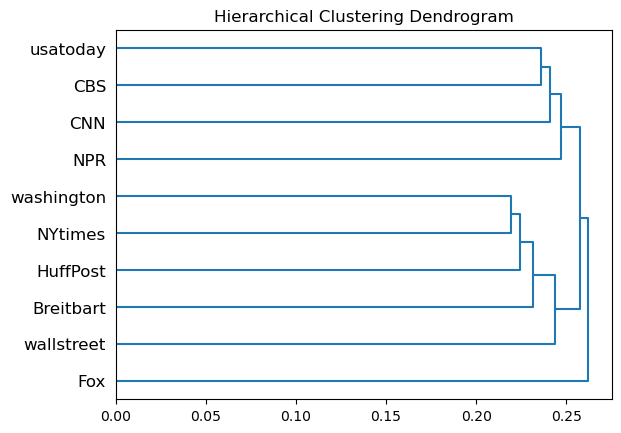 Hierarchical Clustering Dendrogram
usatoday
CBS
CNN
NPR
washington
NYtimes
HuffPost
Breitbart
wallstreet
Fox
0.00 0.05 0.10 0.15 0.20 0.25